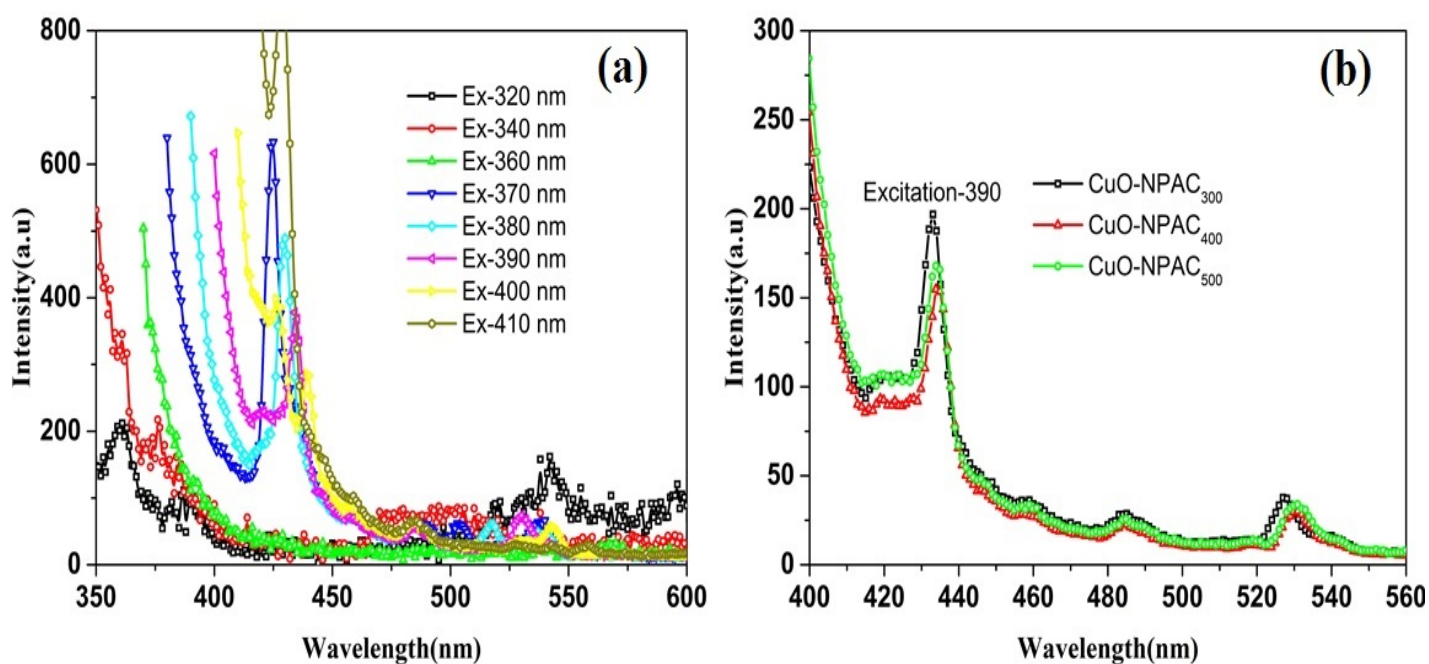 (a)
800
600
400
200
0
Intensity(a.u)
Ex-320 nm
Ex-340 nm
Ex-360 nm
Ex-370 nm
Ex-380 nm
Ex-390 nm
Ex-400 nm
Ex-410 nm
350 400 450 500 550 600
Wavelength(nm)
(b)
300
250
200
150
100
50
0
Intensity(a.u)
Excitation-390
CuO-NPAC₃₀₀
CuO-NPAC₄₀₀
CuO-NPAC₅₀₀
400 420 440 460 480 500 520 540 560
Wavelength(nm)